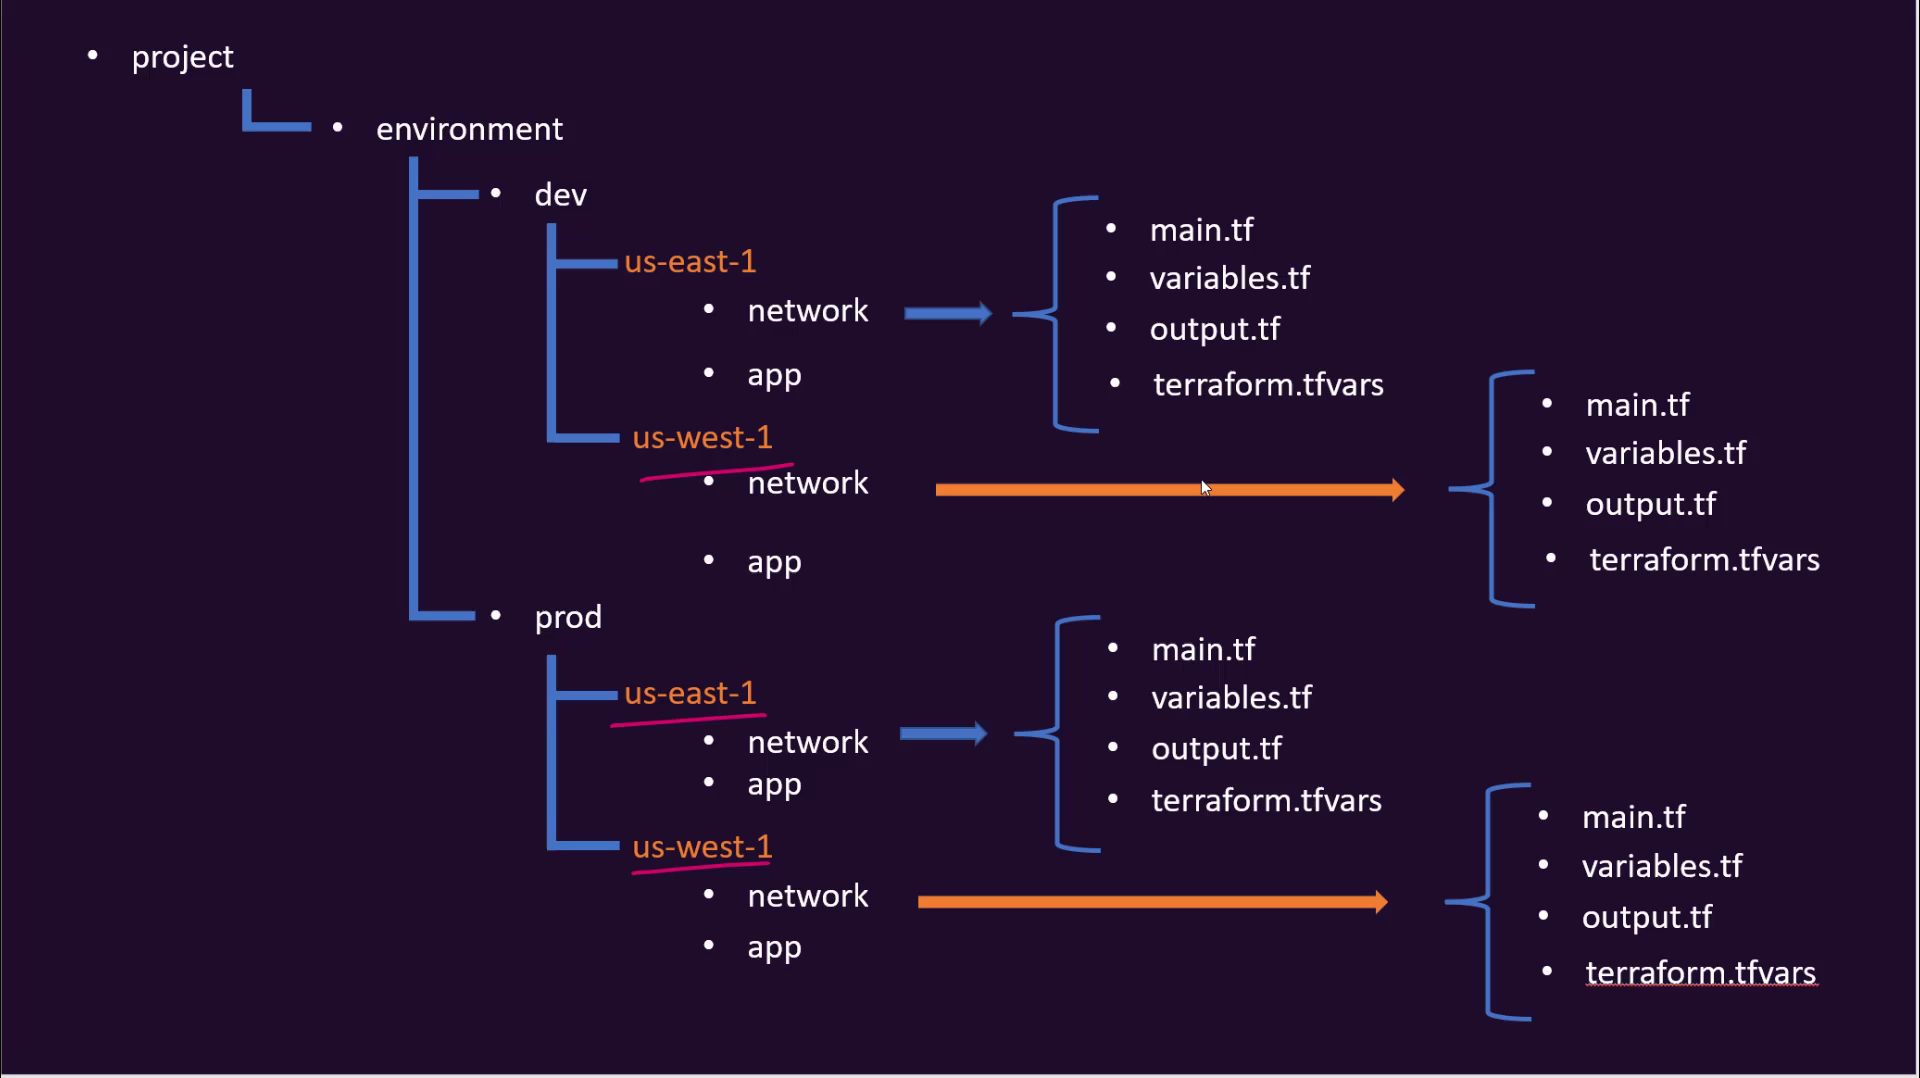 project
environment
dev
us-east-1
network
app
main.tf
variables.tf
output.tf
terraform.tfvars
us-west-1
network
app
main.tf
variables.tf
output.tf
terraform.tfvars
prod
us-east-1
network
app
main.tf
variables.tf
output.tf
terraform.tfvars
us-west-1
network
app
main.tf
variables.tf
output.tf
terraform.tfvars